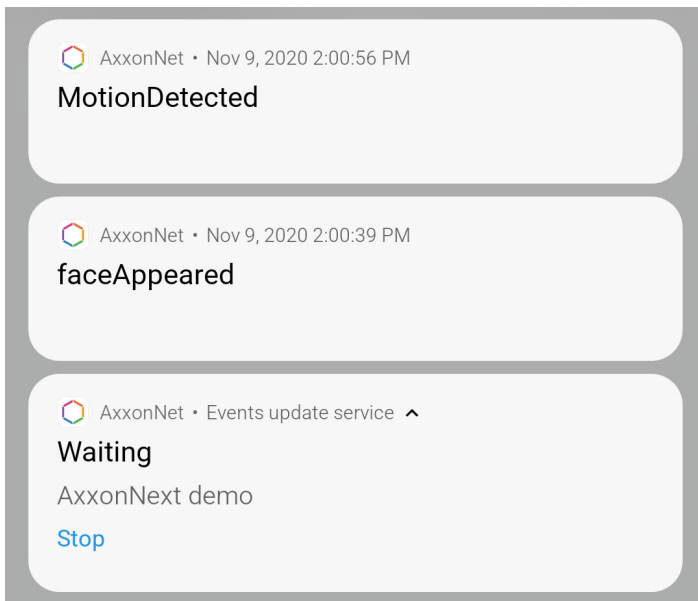 AxxonNet • Nov 9, 2020 2:00:56 PM
MotionDetected
AxxonNet • Nov 9, 2020 2:00:39 PM
faceAppeared
AxxonNet • Events update service
Waiting
AxxonNext demo
Stop